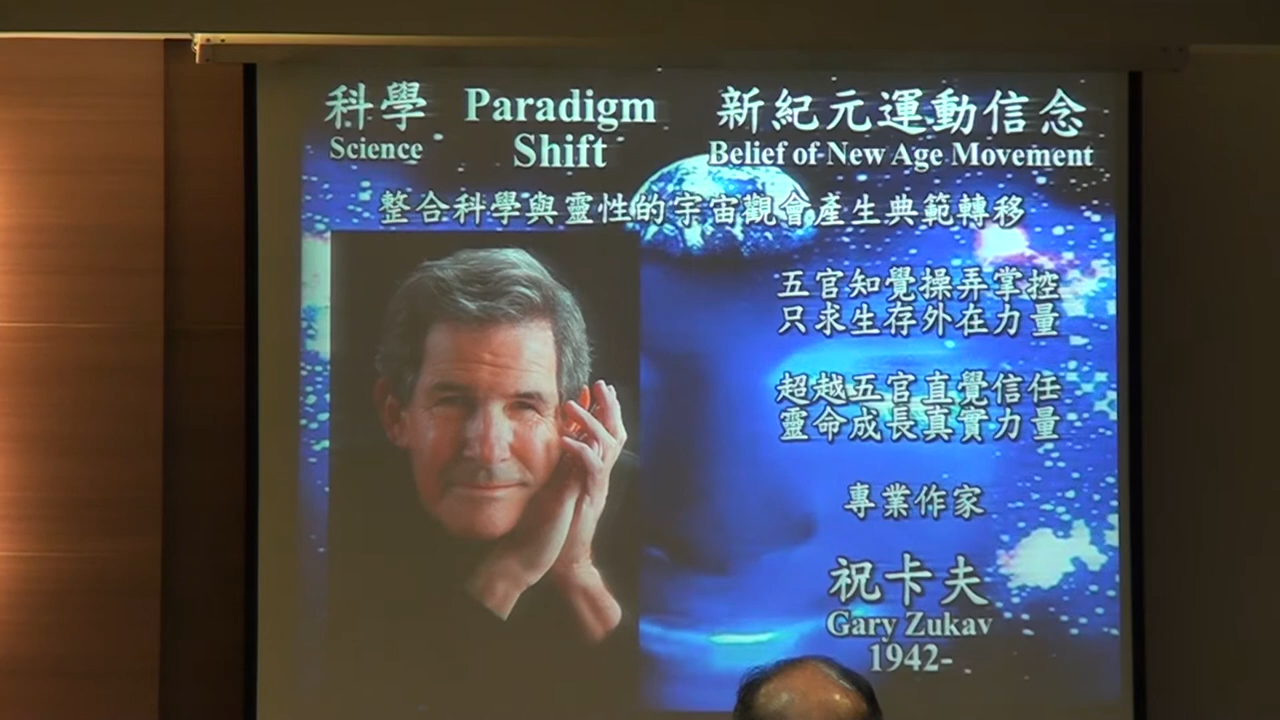 科學 Paradigm Shift 新紀元運動信念
Science Belief of New Age Movement
整合科學與靈性的宇宙觀會產生典範轉移
五官知覺操弄掌控
只求生存外在力量
超越五官直覺信任
靈命成長真實力量
專業作家
祝卡夫
Gary Zukav
1942-